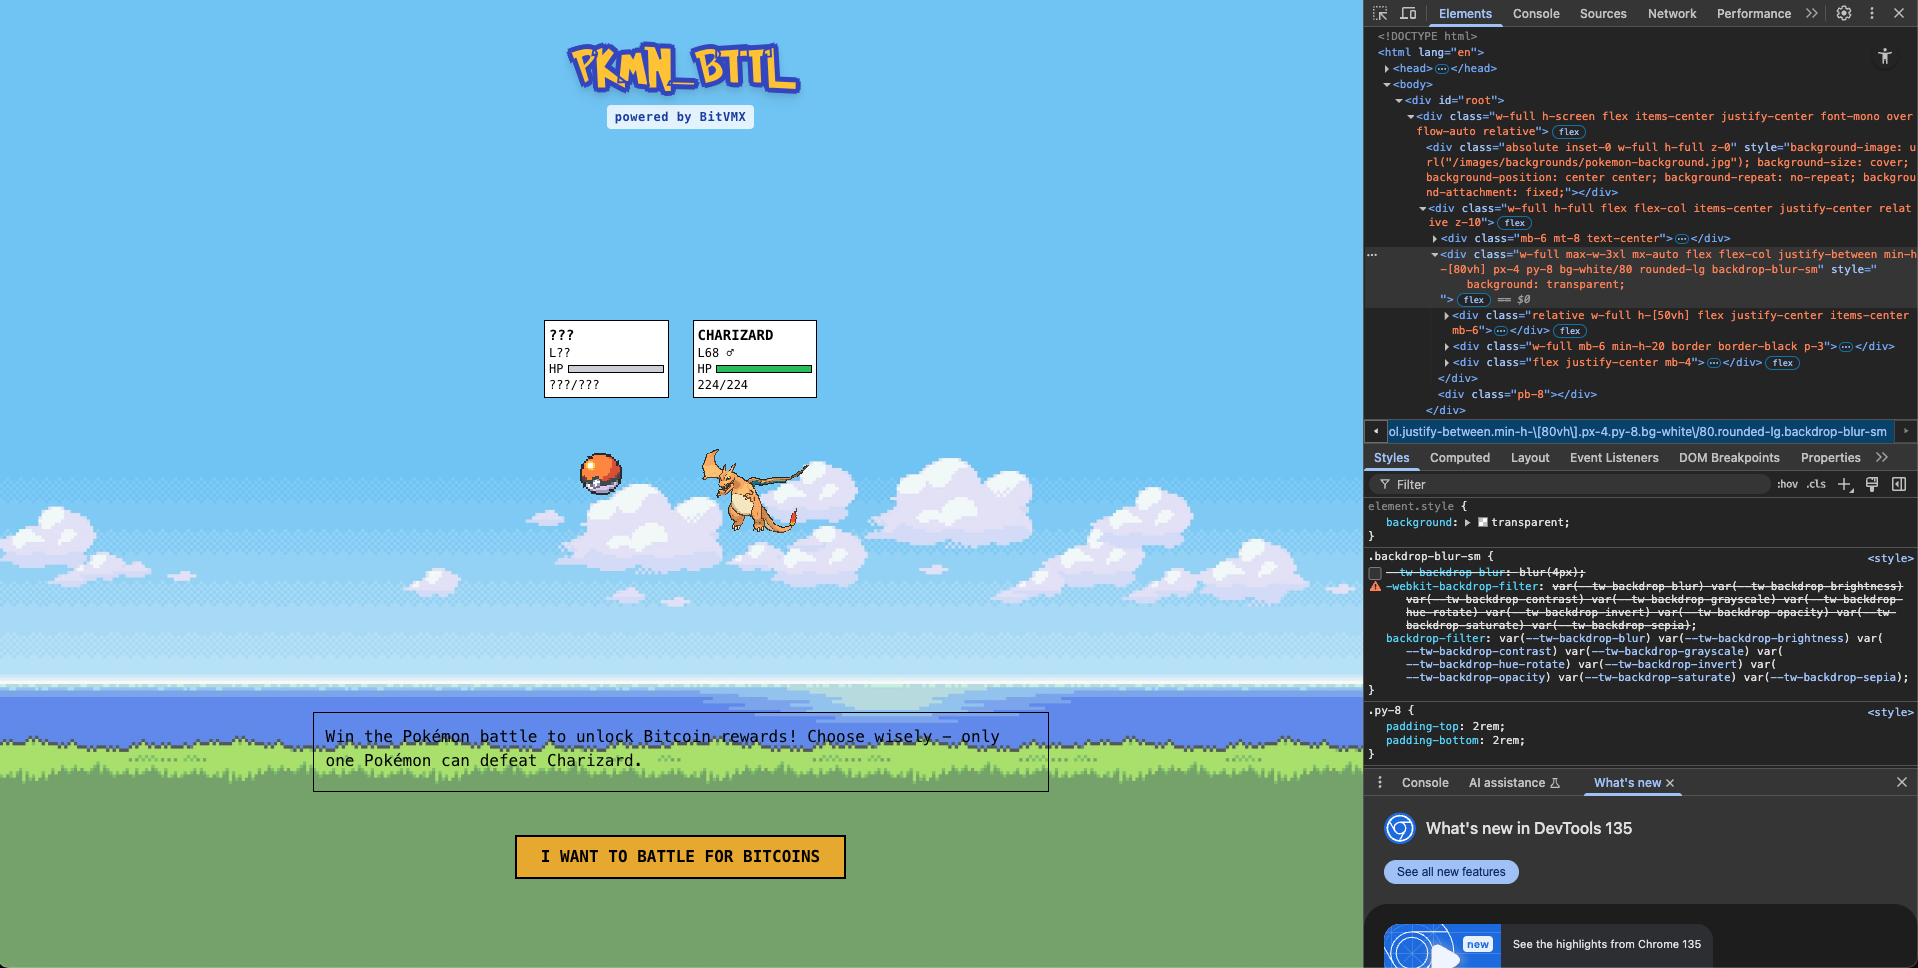 PKMN_BTTL
powered by BitVMX
???
L??
HP
???/???
CHARIZARD
L68 ♂
HP
224/224
Win the Pokémon battle to unlock Bitcoin rewards! Choose wisely – only
one Pokémon can defeat Charizard.
I WANT TO BATTLE FOR BITCOINS
Elements Console Sources Network Performance
<!DOCTYPE html>
<html lang="en">
<head> ⋯ </head>
<body>
<div id="root">
<div class="w-full h-screen flex items-center justify-center font-mono over
flow-auto relative"> flex
<div class="absolute inset-0 w-full h-full z-0" style="background-image: u
rl("/images/backgrounds/pokemon-background.jpg"); background-size: cover;
background-position: center center; background-repeat: no-repeat; backgrou
nd-attachment: fixed;"></div>
<div class="w-full h-full flex flex-col items-center justify-center relat
ive z-10"> flex
<div class="mb-6 mt-8 text-center"> ⋯ </div>
<div class="w-full max-w-3xl mx-auto flex flex-col justify-between min-h
-[80vh] px-4 py-8 bg-white/80 rounded-lg backdrop-blur-sm" style="
background: transparent;
"> flex == $0
<div class="relative w-full h-[50vh] flex justify-center items-center
mb-6"> ⋯ </div> flex
<div class="w-full mb-6 min-h-20 border border-black p-3"> ⋯ </div>
<div class="flex justify-center mb-4"> ⋯ </div> flex
</div>
<div class="pb-8"></div>
</div>
ol.justify-between.min-h-\[80vh\].px-4.py-8.bg-white\/80.rounded-lg.backdrop-blur-sm
Styles Computed Layout Event Listeners DOM Breakpoints Properties
Filter :hov .cls
element.style {
background: transparent;
}
.backdrop-blur-sm { <style>
--tw-backdrop-blur: blur(4px);
-webkit-backdrop-filter: var(--tw-backdrop-blur) var(--tw-backdrop-brightness)
var(--tw-backdrop-contrast) var(--tw-backdrop-grayscale) var(--tw-backdrop-
hue-rotate) var(--tw-backdrop-invert) var(--tw-backdrop-opacity) var(--tw-
backdrop-saturate) var(--tw-backdrop-sepia);
backdrop-filter: var(--tw-backdrop-blur) var(--tw-backdrop-brightness) var(
--tw-backdrop-contrast) var(--tw-backdrop-grayscale) var(
--tw-backdrop-hue-rotate) var(--tw-backdrop-invert) var(
--tw-backdrop-opacity) var(--tw-backdrop-saturate) var(--tw-backdrop-sepia);
}
.py-8 { <style>
padding-top: 2rem;
padding-bottom: 2rem;
}
Console AI assistance What's new
What's new in DevTools 135
See all new features
new
See the highlights from Chrome 135